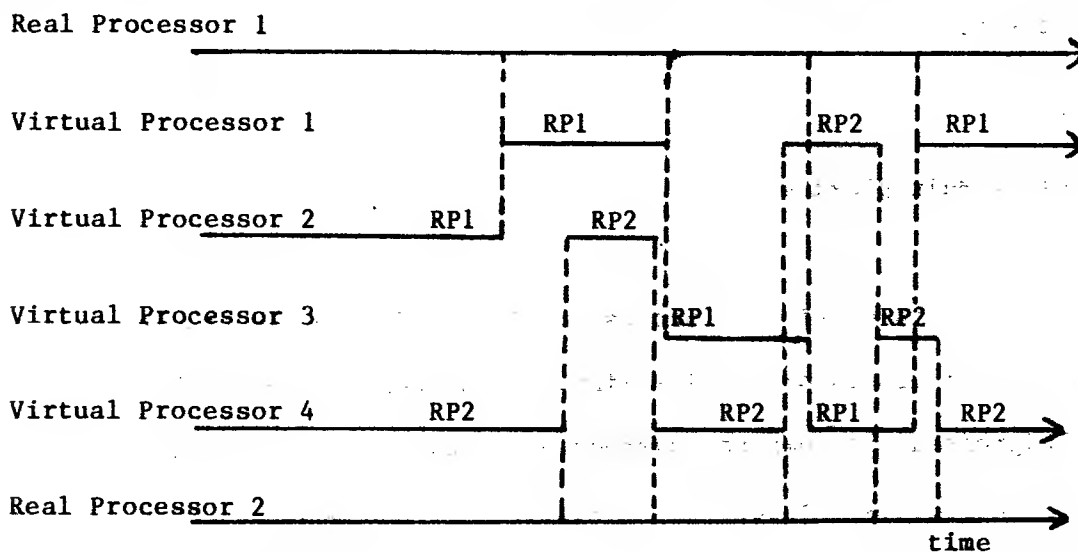 Real Processor 1
Virtual Processor 1 RP1 RP2 RP1
Virtual Processor 2 RP1 RP2
Virtual Processor 3 RP1 RP2
Virtual Processor 4 RP2 RP2 RP1 RP2
Real Processor 2
time